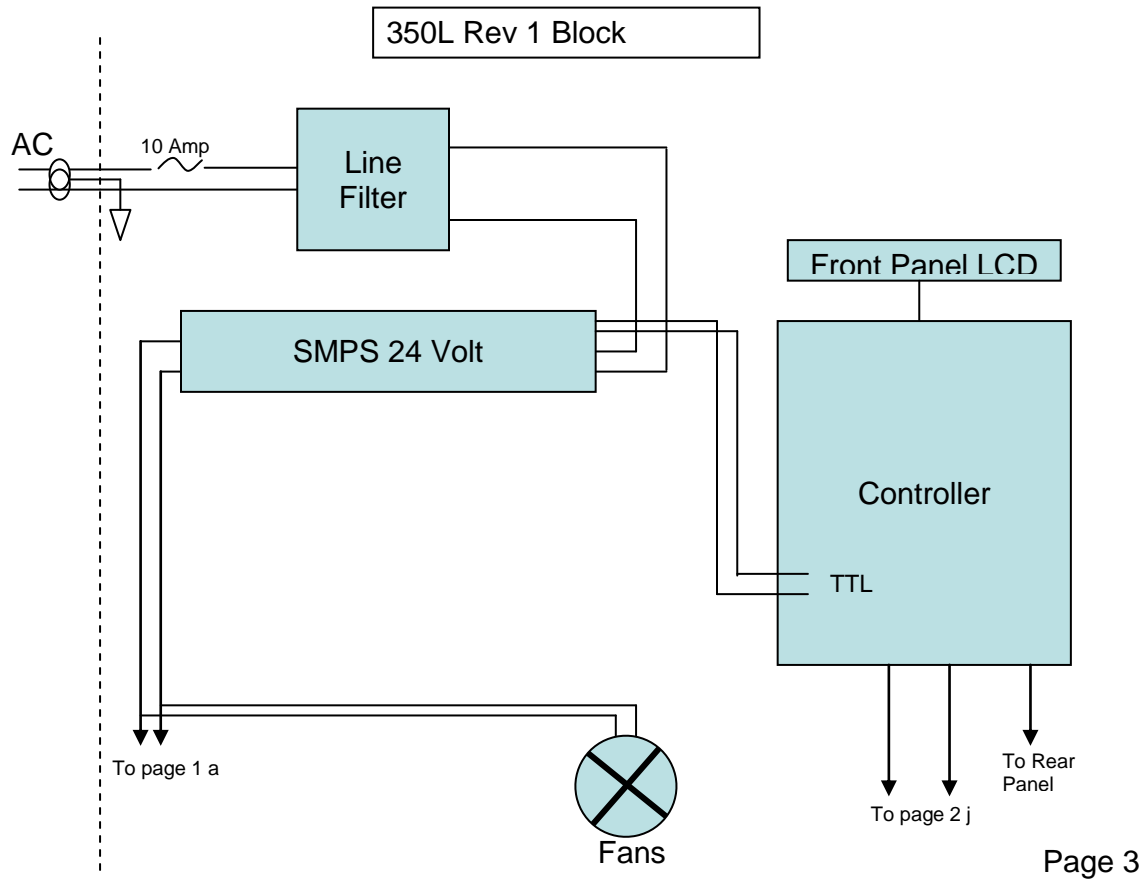 350L Rev 1 Block
AC
10 Amp
Line
Filter
Front Panel LCD
SMPS 24 Volt
Controller
TTL
To page 1 a
Fans
To page 2 j
To Rear
Panel
Page 3